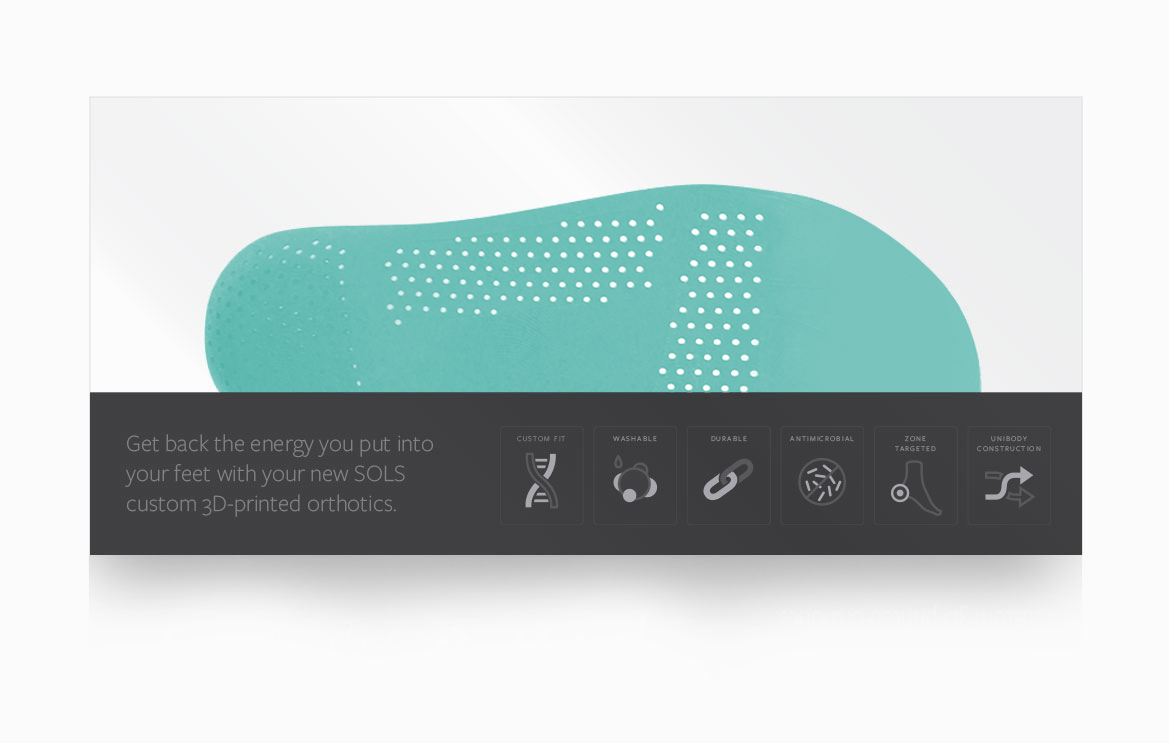 Get back the energy you put into
your feet with your new SOLS
custom 3D-printed orthotics.
CUSTOM FIT
WASHABLE
DURABLE
ANTIMICROBIAL
ZONE
TARGETED
UNIBODY
CONSTRUCTION